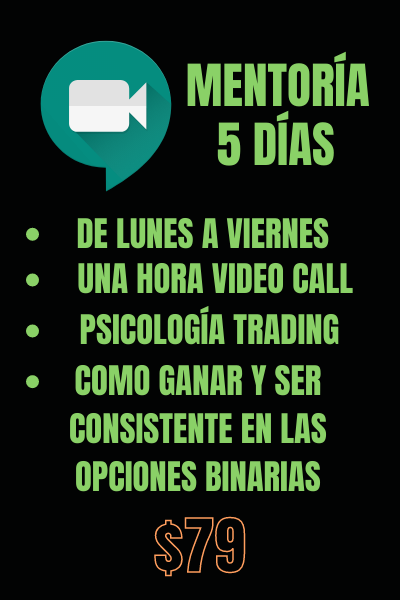 MENTORÍA
5 DÍAS
DE LUNES A VIERNES
UNA HORA VIDEO CALL
PSICOLOGÍA TRADING
COMO GANAR Y SER
CONSISTENTE EN LAS
OPCIONES BINARIAS
$79